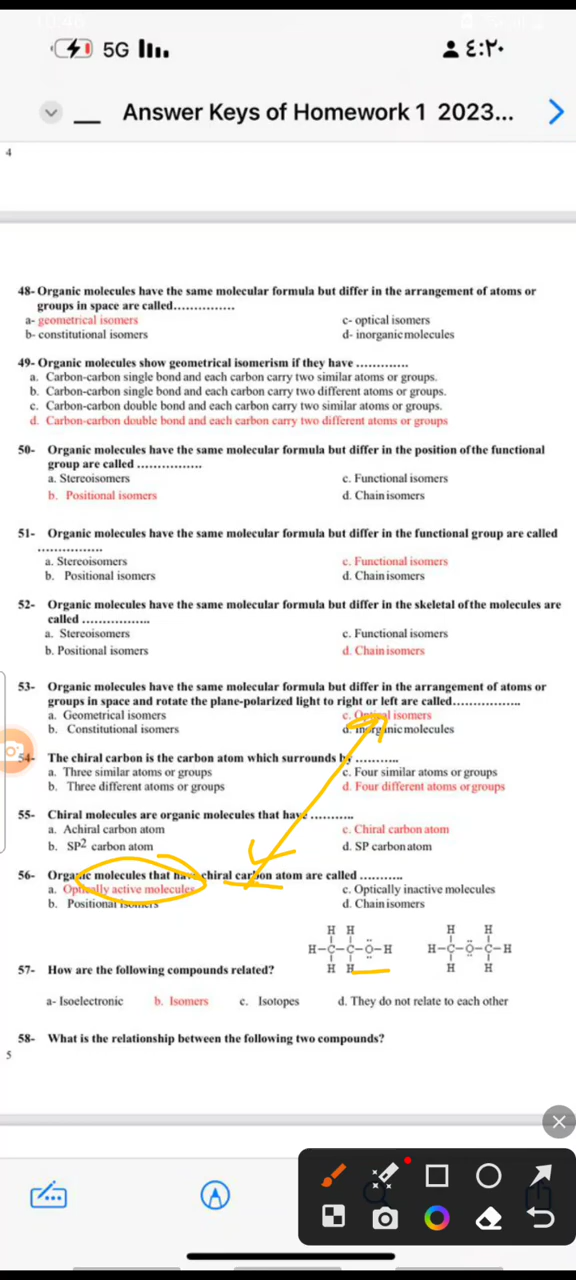 5G
٤:٢٠
Answer Keys of Homework 1 2023...
4
48- Organic molecules have the same molecular formula but differ in the arrangement of atoms or
groups in space are called...............
a- geometrical isomers
c- optical isomers
b- constitutional isomers
d- inorganic molecules
49- Organic molecules show geometrical isomerism if they have .............
a. Carbon-carbon single bond and each carbon carry two similar atoms or groups.
b. Carbon-carbon single bond and each carbon carry two different atoms or groups.
c. Carbon-carbon double bond and each carbon carry two similar atoms or groups.
d. Carbon-carbon double bond and each carbon carry two different atoms or groups
50- Organic molecules have the same molecular formula but differ in the position of the functional
group are called ................
a. Stereoisomers
c. Functional isomers
b. Positional isomers
d. Chain isomers
51- Organic molecules have the same molecular formula but differ in the functional group are called
................
a. Stereoisomers
c. Functional isomers
b. Positional isomers
d. Chain isomers
52- Organic molecules have the same molecular formula but differ in the skeletal of the molecules are
called .................
a. Stereoisomers
c. Functional isomers
b. Positional isomers
d. Chain isomers
53- Organic molecules have the same molecular formula but differ in the arrangement of atoms or
groups in space and rotate the plane-polarized light to right or left are called.................
a. Geometrical isomers
c. Optical isomers
b. Constitutional isomers
d. inorganic molecules
54- The chiral carbon is the carbon atom which surrounds by ...........
a. Three similar atoms or groups
c. Four similar atoms or groups
b. Three different atoms or groups
d. Four different atoms or groups
55- Chiral molecules are organic molecules that have ...........
a. Achiral carbon atom
c. Chiral carbon atom
b. SP2 carbon atom
d. SP carbon atom
56- Organic molecules that have chiral carbon atom are called ...........
a. Optically active molecules
c. Optically inactive molecules
b. Positional isomers
d. Chain isomers
H H   H   H
H-C-C-Ö-H   H-C-Ö-C-H
H H   H   H
57- How are the following compounds related?
a- Isoelectronic b. Isomers c. Isotopes d. They do not relate to each other
58- What is the relationship between the following two compounds?
5